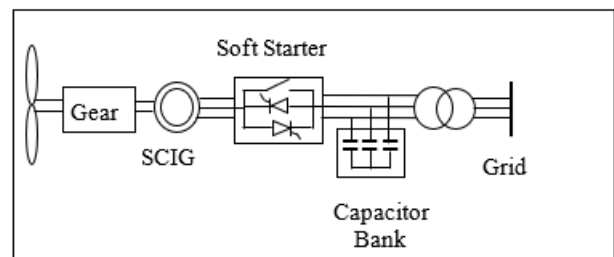 Soft Starter
Gear
SCIG
Grid
Capacitor
Bank